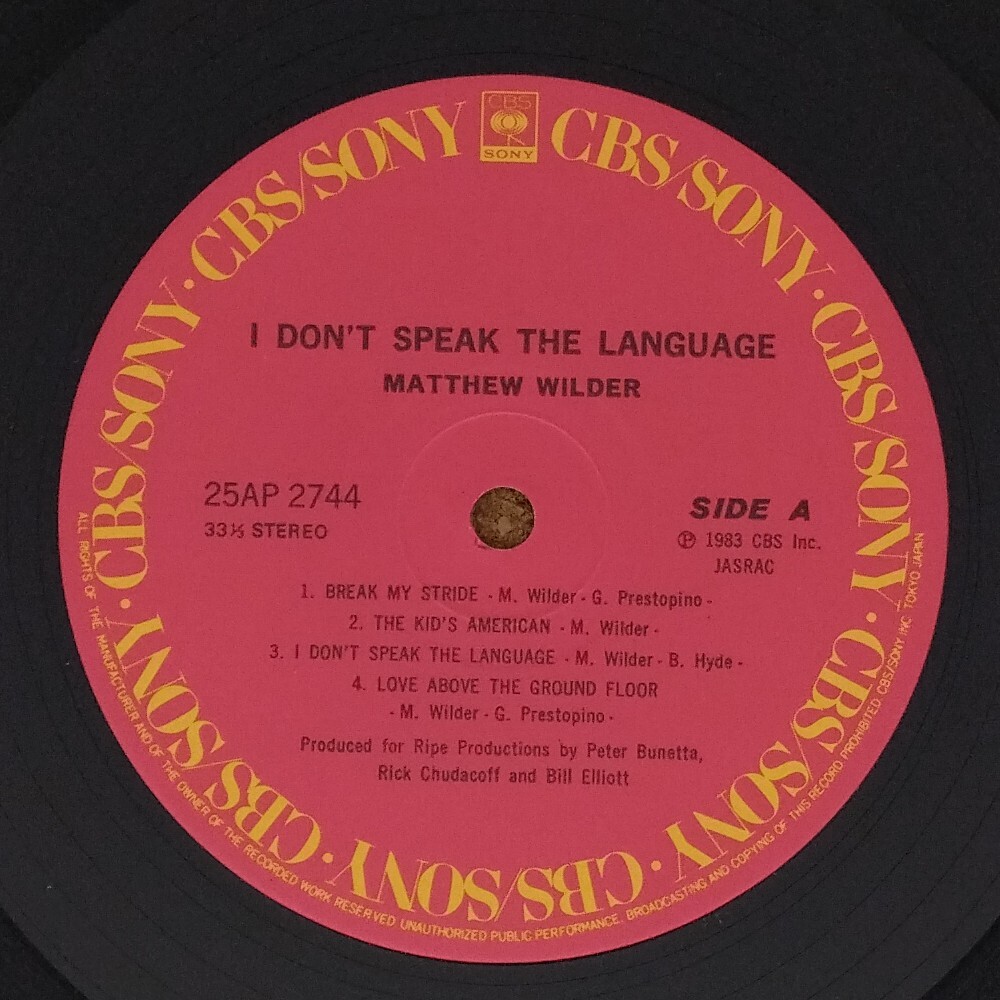 CBS
SONY
CBS/SONY · CBS/SONY · CBS/SONY · CBS/SONY · CBS/SONY · CBS/SONY · CBS/SONY · CBS/SONY
I DON'T SPEAK THE LANGUAGE
MATTHEW WILDER
25AP 2744
33⅓ STEREO
SIDE A
Ⓟ 1983 CBS Inc.
JASRAC
1. BREAK MY STRIDE - M. Wilder - G. Prestopino -
2. THE KID'S AMERICAN - M. Wilder -
3. I DON'T SPEAK THE LANGUAGE - M. Wilder - B. Hyde -
4. LOVE ABOVE THE GROUND FLOOR
- M. Wilder - G. Prestopino -
Produced for Ripe Productions by Peter Bunetta,
Rick Chudacoff and Bill Elliott
ALL RIGHTS OF THE MANUFACTURER AND OF THE OWNER OF THE RECORDED WORK RESERVED UNAUTHORIZED PUBLIC PERFORMANCE, BROADCASTING AND COPYING OF THIS RECORD PROHIBITED CBS/SONY INC TOKYO JAPAN